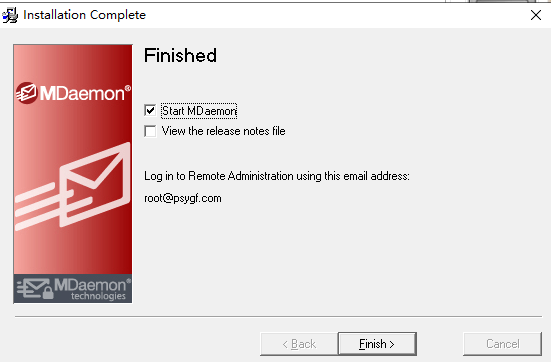 Installation Complete
Finished
MDaemon®
Start MDaemon
View the release notes file
Log in to Remote Administration using this email address:
root@psygf.com
MDaemon®
technologies
< Back
Finish >
Cancel